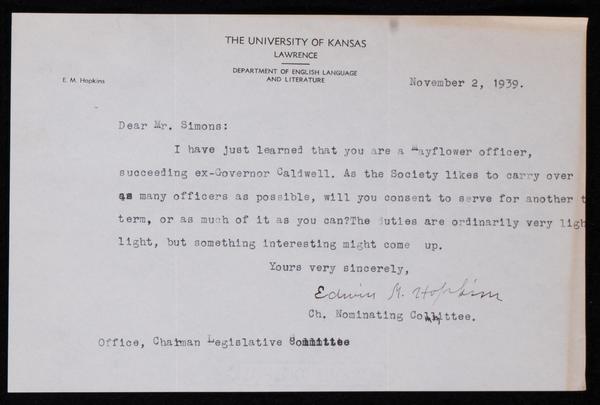 THE UNIVERSITY OF KANSAS
LAWRENCE
DEPARTMENT OF ENGLISH LANGUAGE
AND LITERATURE
E. M. Hopkins
November 2, 1939.
Dear Mr. Simons:
I have just learned that you are a Mayflower officer,
succeeding ex-Governor Caldwell. As the Society likes to carry over
as many officers as possible, will you consent to serve for another t
term, or as much of it as you can?The duties are ordinarily very ligh
light, but something interesting might come up.
Yours very sincerely,
Edwin M. Hopkins
Ch. Nominating Committee.
Office, Chaiman Legislative Committee